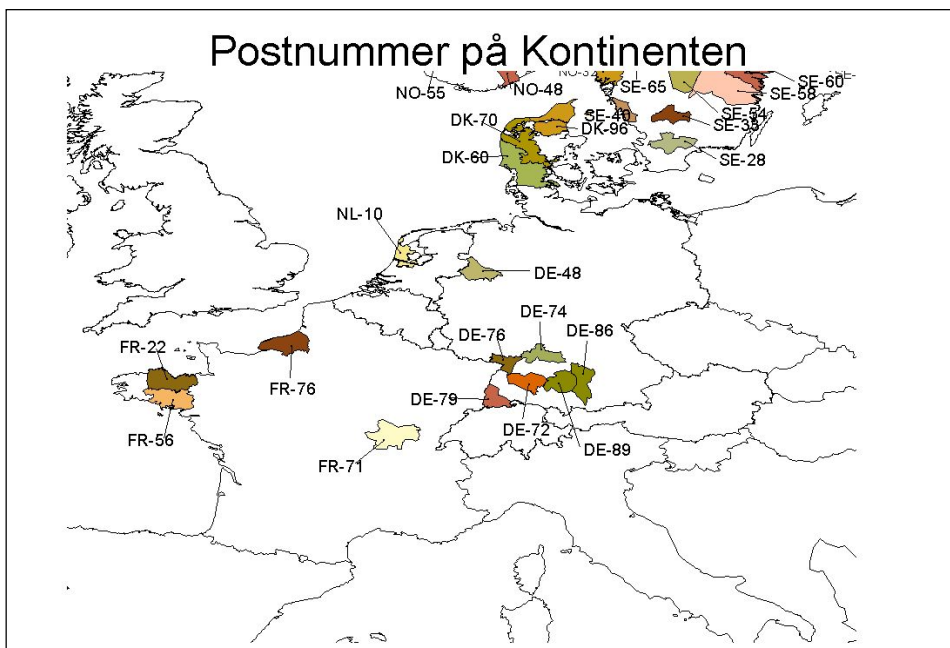 Postnummer på Kontinenten
SE-60
NO-55
NO-48
SE-65
SE-58
SE-54
SE-40
SE-35
DK-70
DK-96
DK-60
SE-28
NL-10
DE-48
DE-74
DE-76
DE-86
FR-22
FR-76
DE-79
FR-56
DE-72
DE-89
FR-71